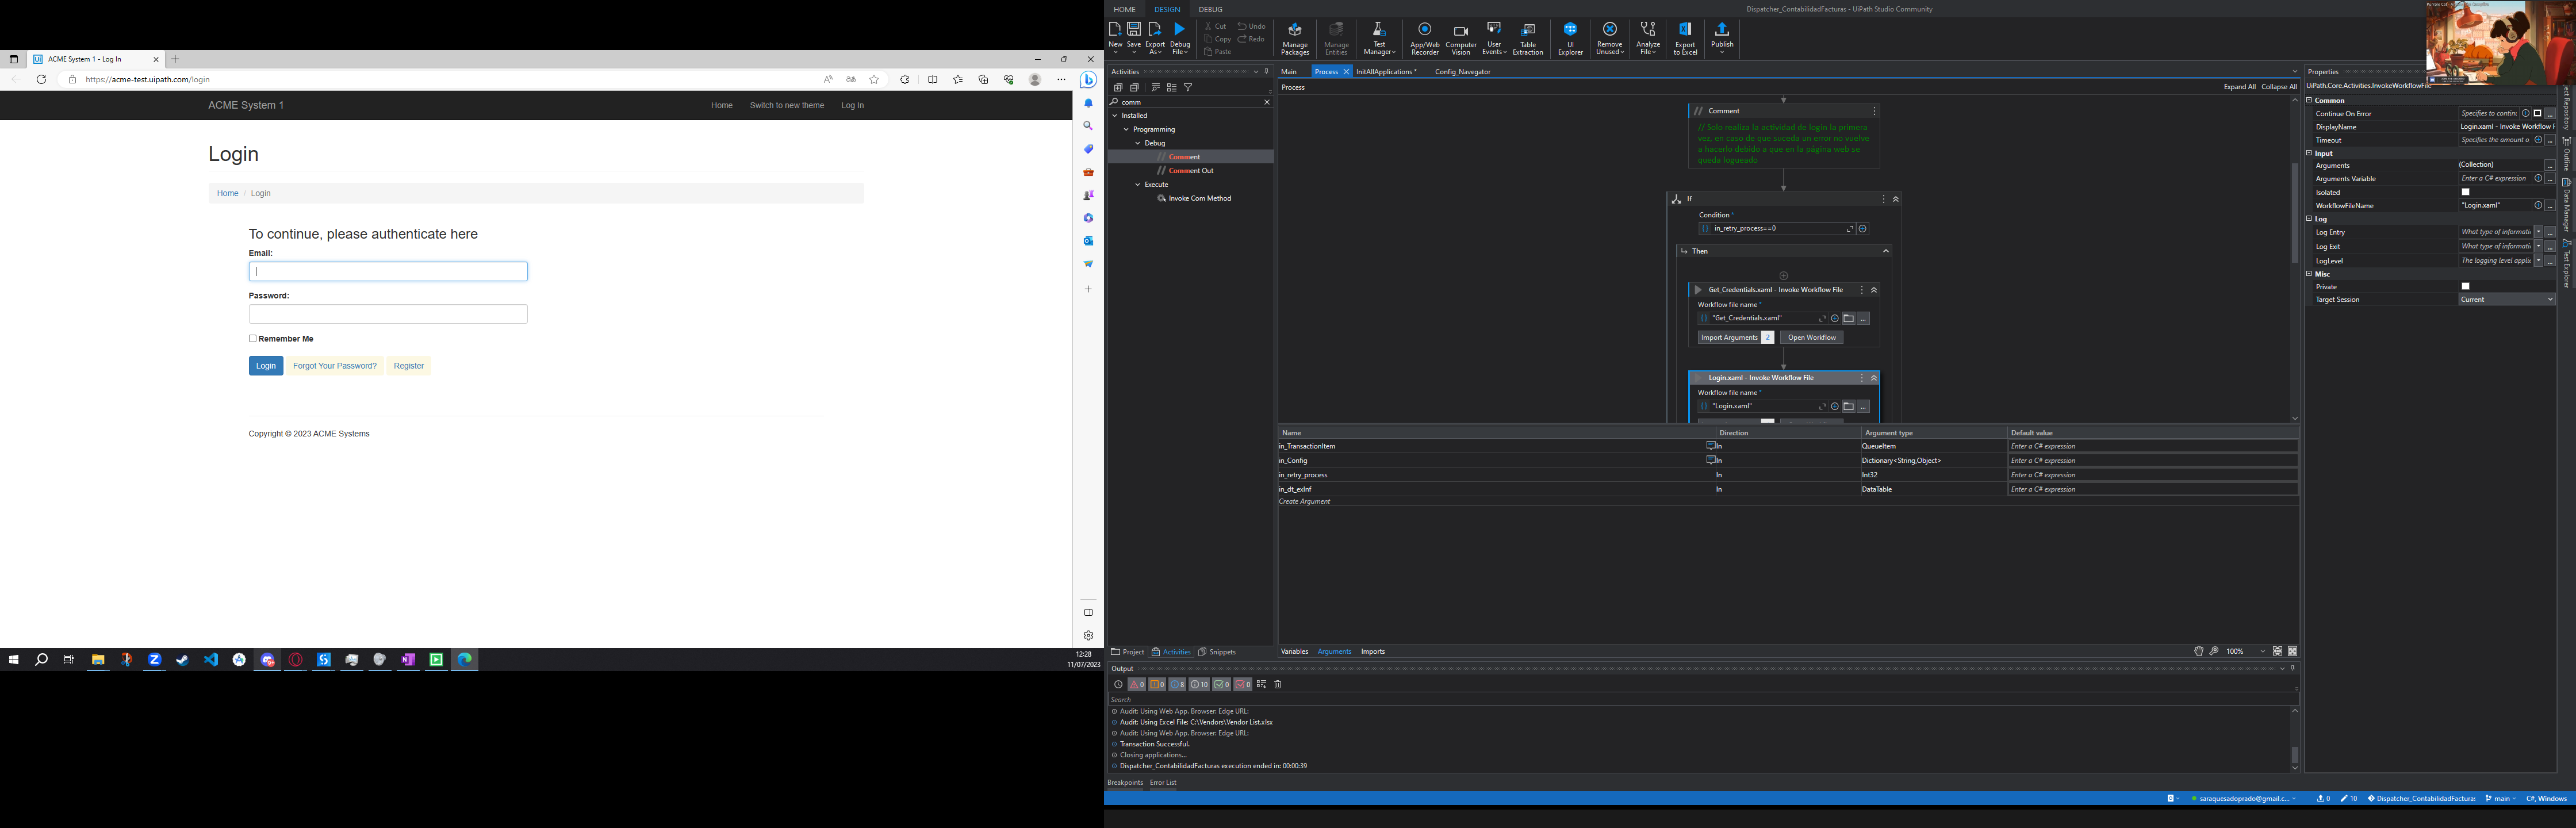 ACME System 1 - Log In
https://acme-test.uipath.com/login
ACME System 1
Home
Switch to new theme
Log In
Login
Home / Login
To continue, please authenticate here
Email:
Password:
Remember Me
Login
Forgot Your Password?
Register
Copyright © 2023 ACME Systems
12:28
11/07/2023
HOME
DESIGN
DEBUG
Dispatcher_ContabilidadFacturas - UiPath Studio Community
New
Save
Export As
Debug File
Cut
Copy
Paste
Undo
Redo
Manage Packages
Manage Entities
Test Manager
App/Web Recorder
Computer Vision
User Events
Table Extraction
UI Explorer
Remove Unused
Analyze File
Export to Excel
Publish
Activities
comm
Installed
Programming
Debug
Comment
Comment Out
Execute
Invoke Com Method
Project
Activities
Snippets
Main
Process
InitAllApplications *
Config_Navegator
Process
Expand All
Collapse All
// Comment
// Solo realiza la actividad de login la primera
vez, en caso de que suceda un error no vuelve
a hacerlo debido a que en la página web se
queda logueado
If
Condition *
in_retry_process==0
Then
Get_Credentials.xaml - Invoke Workflow File
Workflow file name *
"Get_Credentials.xaml"
Import Arguments 2
Open Workflow
Login.xaml - Invoke Workflow File
Workflow file name *
"Login.xaml"
Name Direction Argument type Default value
in_TransactionItem In QueueItem Enter a C# expression
in_Config In Dictionary<String,Object> Enter a C# expression
in_retry_process In Int32 Enter a C# expression
in_dt_exInf In DataTable Enter a C# expression
Create Argument
Variables
Arguments
Imports
100%
Output
0
0
8
10
0
0
Search
Audit: Using Web App. Browser: Edge URL:
Audit: Using Excel File: C:\Vendors\Vendor List.xlsx
Audit: Using Web App. Browser: Edge URL:
Transaction Successful.
Closing applications...
Dispatcher_ContabilidadFacturas execution ended in: 00:00:39
Breakpoints
Error List
Properties
UiPath.Core.Activities.InvokeWorkflowFile
Common
Continue On Error Specifies to contin
DisplayName Login.xaml - Invoke Workflow F
Timeout Specifies the amount o
Input
Arguments (Collection)
Arguments Variable Enter a C# expression
Isolated
WorkflowFileName "Login.xaml"
Log
Log Entry What type of informati
Log Exit What type of informati
LogLevel The logging level appli
Misc
Private
Target Session Current
ect Repository
Outline
Data Manager
Test Explorer
saraquesadoprado@gmail.c...
0
10
Dispatcher_ContabilidadFacturas
main
C#, Windows